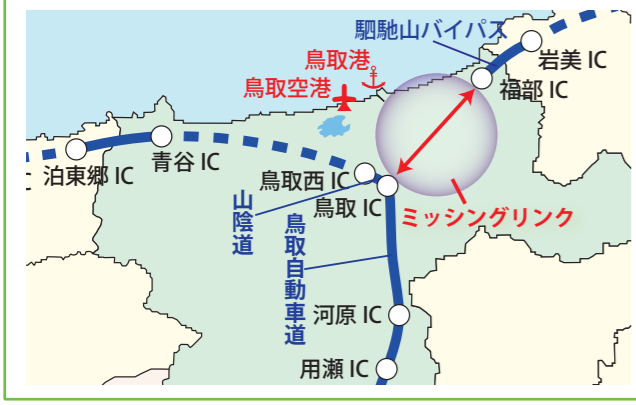 駟馳山バイパス
岩美 IC
鳥取港
福部 IC
鳥取空港
青谷 IC
泊東郷 IC
鳥取西 IC
鳥取 IC
ミッシングリンク
山陰道
鳥取自動車道
河原 IC
用瀬 IC